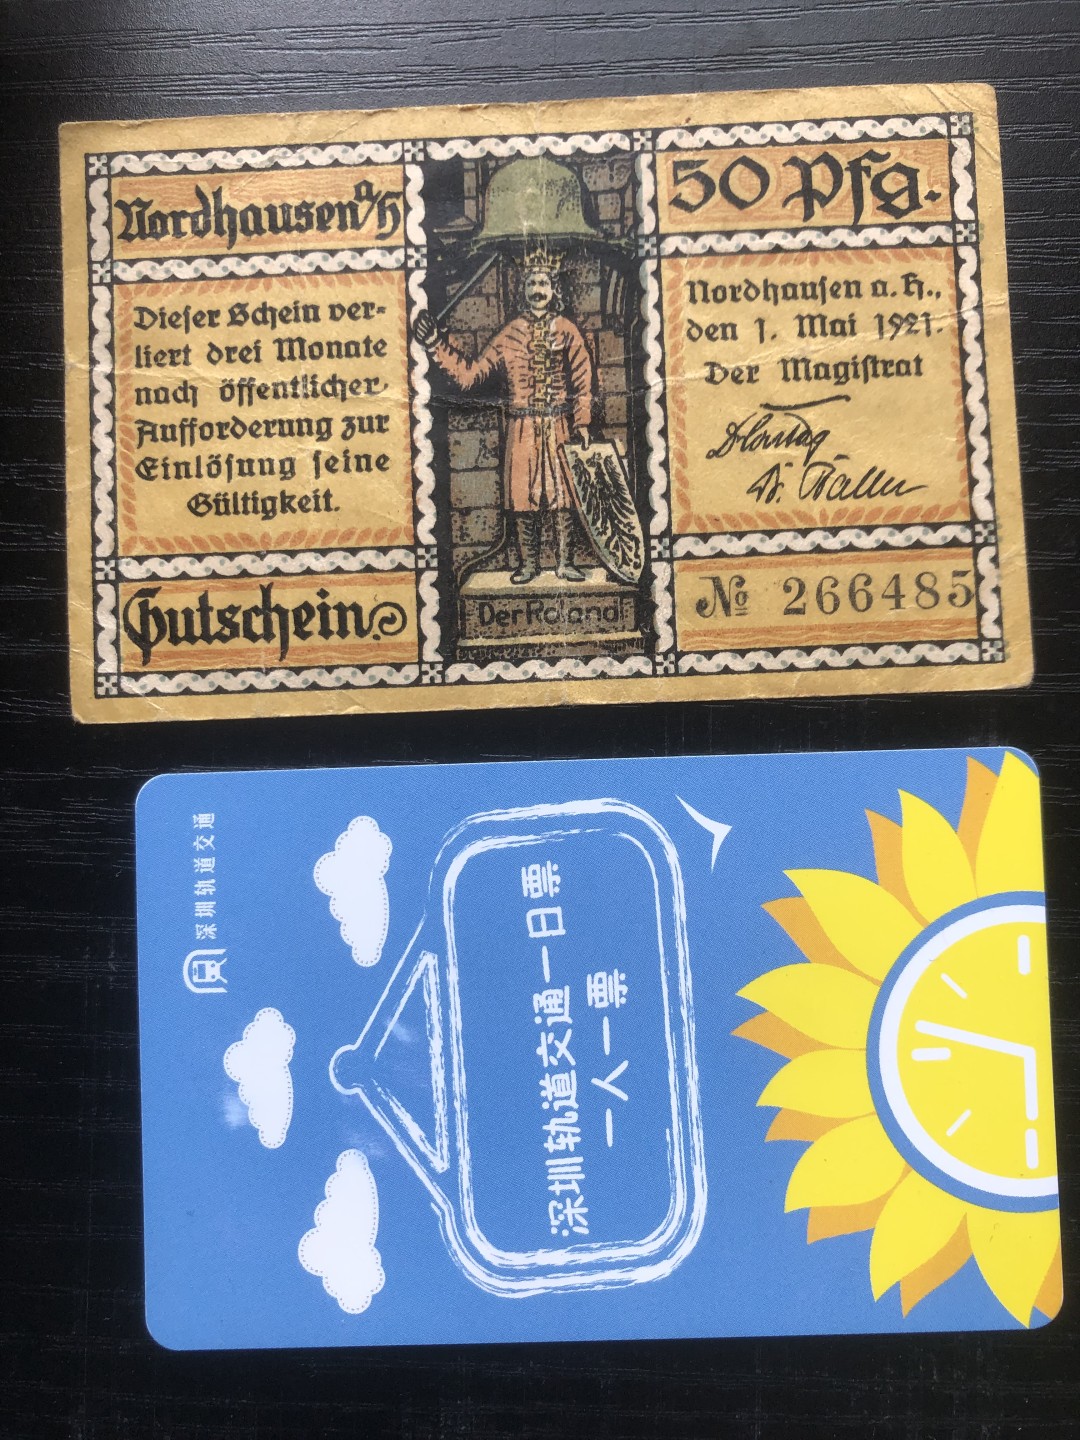 Nordhausen a/H
50 Pfg.
Dieser Schein ver-
liert drei Monate
nach öffentlicher
Aufforderung zur
Einlösung seine
Gültigkeit.
Gutschein.
Der Roland
Nordhausen a. H.,
den 1. Mai 1921.
Der Magistrat
№ 266485
深圳轨道交通
深圳轨道交通一日票
一人一票